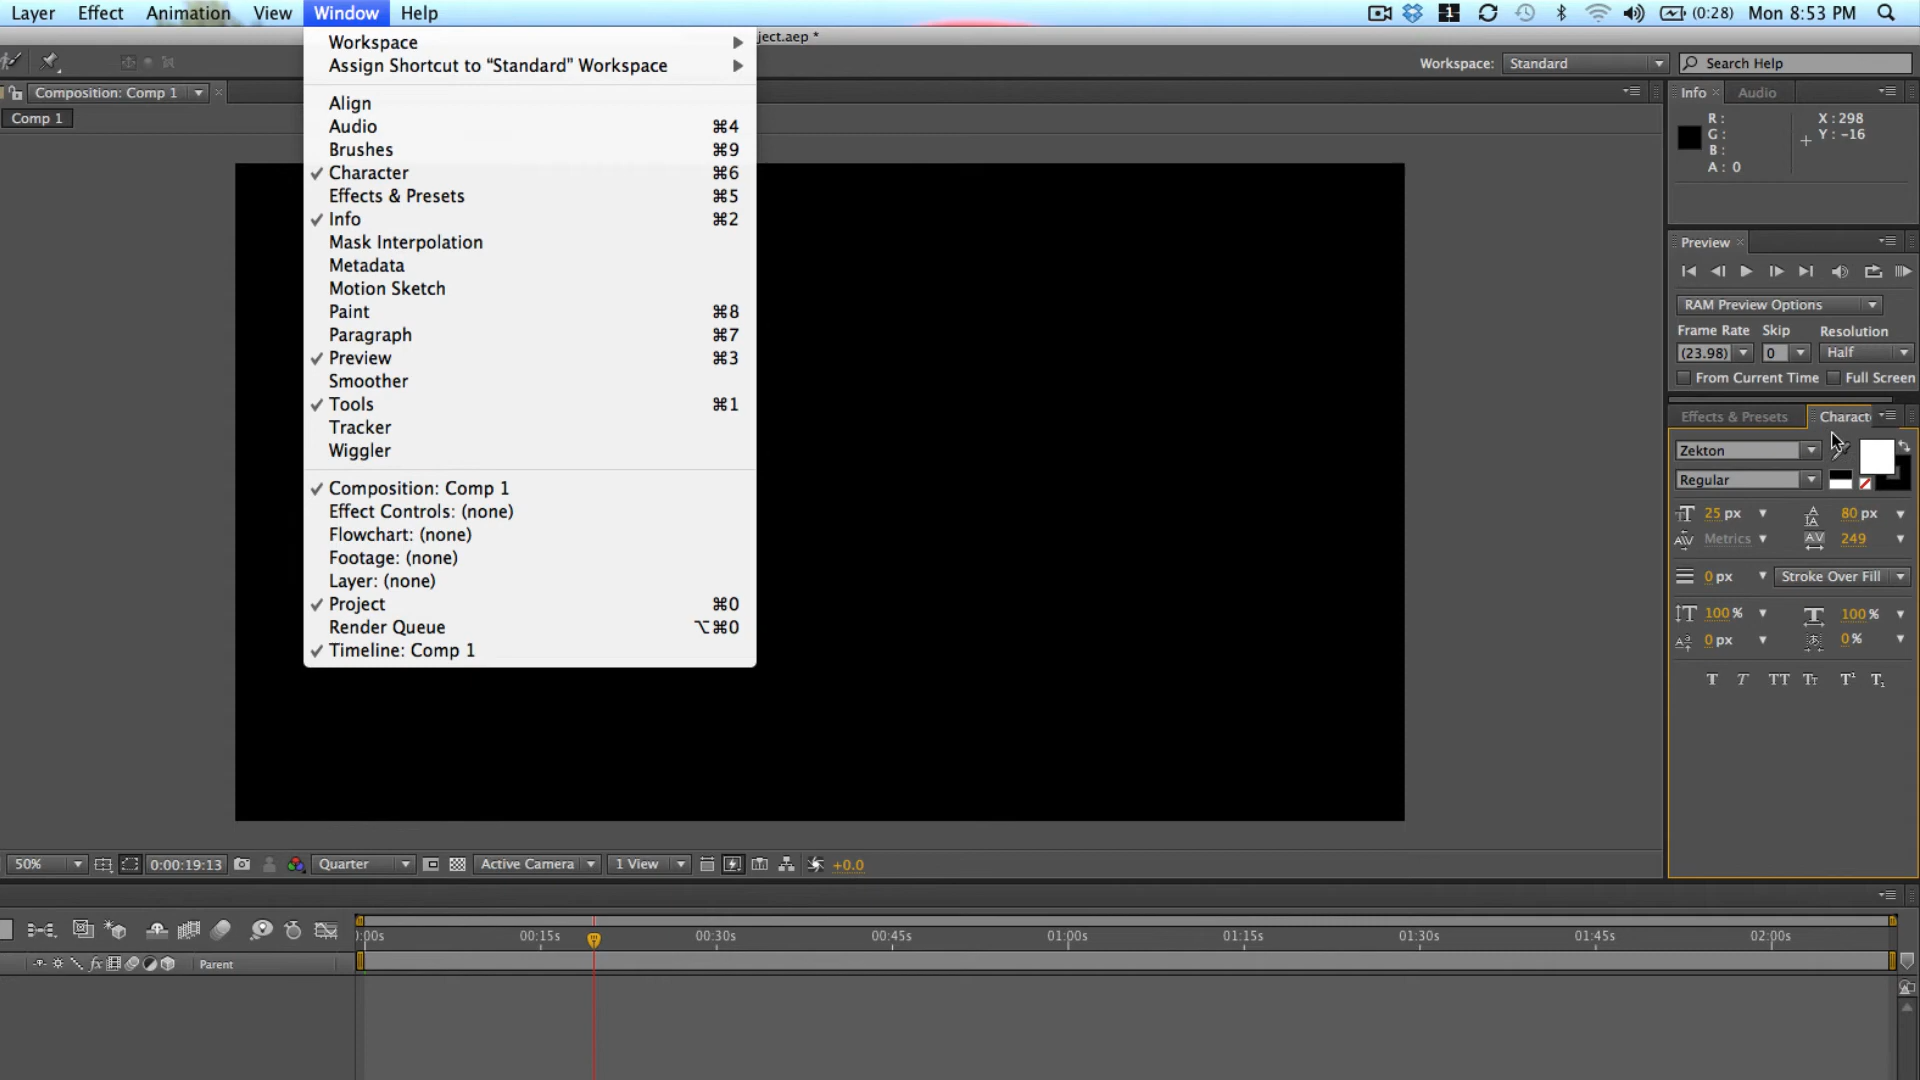 Layer Effect Animation View Window Help
(0:28) Mon 8:53 PM
ject.aep *
Workspace: Standard Search Help
Composition: Comp 1
Comp 1
Workspace
Assign Shortcut to “Standard” Workspace
Align
Audio ⌘4
Brushes ⌘9
Character ⌘6
Effects & Presets ⌘5
Info ⌘2
Mask Interpolation
Metadata
Motion Sketch
Paint ⌘8
Paragraph ⌘7
Preview ⌘3
Smoother
Tools ⌘1
Tracker
Wiggler
Composition: Comp 1
Effect Controls: (none)
Flowchart: (none)
Footage: (none)
Layer: (none)
Project ⌘0
Render Queue ⌥⌘0
Timeline: Comp 1
Info Audio
R: X: 298
G: Y: -16
B:
A: 0
Preview
RAM Preview Options
Frame Rate Skip Resolution
(23.98) 0 Half
From Current Time Full Screen
Effects & Presets Charact
Zekton
Regular
25 px 80 px
Metrics 249
0 px Stroke Over Fill
100 % 100 %
0 px 0 %
T T TT Tт T¹ T₁
50% 0:00:19:13 Quarter Active Camera 1 View +0.0
):00s 00:15s 00:30s 00:45s 01:00s 01:15s 01:30s 01:45s 02:00s
fx Parent